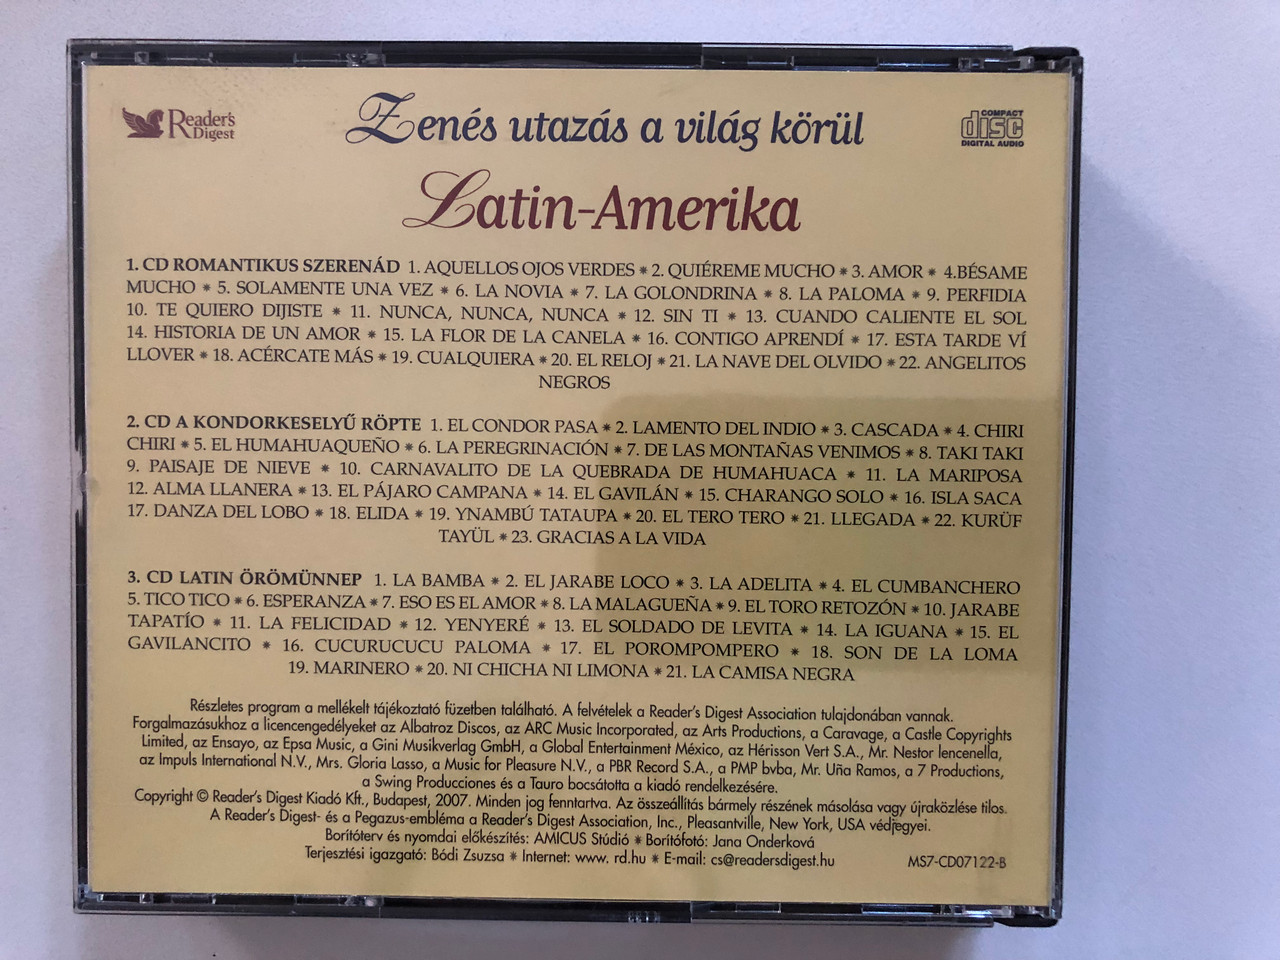 Reader's
Digest
Zenés utazás a világ körül
COMPACT
disc
DIGITAL AUDIO
Latin-Amerika
1. CD ROMANTIKUS SZERENÁD 1. AQUELLOS OJOS VERDES * 2. QUIÉREME MUCHO * 3. AMOR * 4.BÉSAME
MUCHO * 5. SOLAMENTE UNA VEZ * 6. LA NOVIA * 7. LA GOLONDRINA * 8. LA PALOMA * 9. PERFIDIA
10. TE QUIERO DIJISTE * 11. NUNCA, NUNCA, NUNCA * 12. SIN TI * 13. CUANDO CALIENTE EL SOL
14. HISTORIA DE UN AMOR * 15. LA FLOR DE LA CANELA * 16. CONTIGO APRENDÍ * 17. ESTA TARDE VÍ
LLOVER * 18. ACÉRCATE MÁS * 19. CUALQUIERA * 20. EL RELOJ * 21. LA NAVE DEL OLVIDO * 22. ANGELITOS
NEGROS
2. CD A KONDORKESELYŰ RÖPTE 1. EL CONDOR PASA * 2. LAMENTO DEL INDIO * 3. CASCADA * 4. CHIRI
CHIRI * 5. EL HUMAHUAQUEÑO * 6. LA PEREGRINACIÓN * 7. DE LAS MONTAÑAS VENIMOS * 8. TAKI TAKI
9. PAISAJE DE NIEVE * 10. CARNAVALITO DE LA QUEBRADA DE HUMAHUACA * 11. LA MARIPOSA
12. ALMA LLANERA * 13. EL PÁJARO CAMPANA * 14. EL GAVILÁN * 15. CHARANGO SOLO * 16. ISLA SACA
17. DANZA DEL LOBO * 18. ELIDA * 19. YNAMBÚ TATAUPA * 20. EL TERO TERO * 21. LLEGADA * 22. KURÜF
TAYÜL * 23. GRACIAS A LA VIDA
3. CD LATIN ÖRÖMÜNNEP 1. LA BAMBA * 2. EL JARABE LOCO * 3. LA ADELITA * 4. EL CUMBANCHERO
5. TICO TICO * 6. ESPERANZA * 7. ESO ES EL AMOR * 8. LA MALAGUEÑA * 9. EL TORO RETOZÓN * 10. JARABE
TAPATÍO * 11. LA FELICIDAD * 12. YENYERÉ * 13. EL SOLDADO DE LEVITA * 14. LA IGUANA * 15. EL
GAVILANCITO * 16. CUCURUCUCU PALOMA * 17. EL POROMPOMPERO * 18. SON DE LA LOMA
19. MARINERO * 20. NI CHICHA NI LIMONA * 21. LA CAMISA NEGRA
Részletes program a mellékelt tájékoztató füzetben található. A felvételek a Reader's Digest Association tulajdonában vannak.
Forgalmazásukhoz a licencengedélyeket az Albatroz Discos, az ARC Music Incorporated, az Arts Productions, a Caravage, a Castle Copyrights
Limited, az Ensayo, az Epsa Music, a Gini Musikverlag GmbH, a Global Entertainment México, az Hérisson Vert S.A., Mr. Nestor Iencenella,
az Impuls International N.V., Mrs. Gloria Lasso, a Music for Pleasure N.V., a PBR Record S.A., a PMP bvba, Mr. Uña Ramos, a 7 Productions,
a Swing Producciones és a Tauro bocsátotta a kiadó rendelkezésére.
Copyright © Reader's Digest Kiadó Kft., Budapest, 2007. Minden jog fenntartva. Az összeállítás bármely részének másolása vagy újraközlése tilos.
A Reader's Digest- és a Pegazus-embléma a Reader's Digest Association, Inc., Pleasantville, New York, USA védjegyei.
Borítóterv és nyomdai előkészítés: AMICUS Stúdió * Borítófotó: Jana Onderková
Terjesztési igazgató: Bódi Zsuzsa * Internet: www. rd.hu * E-mail: cs@readersdigest.hu
MS7-CD07122-B